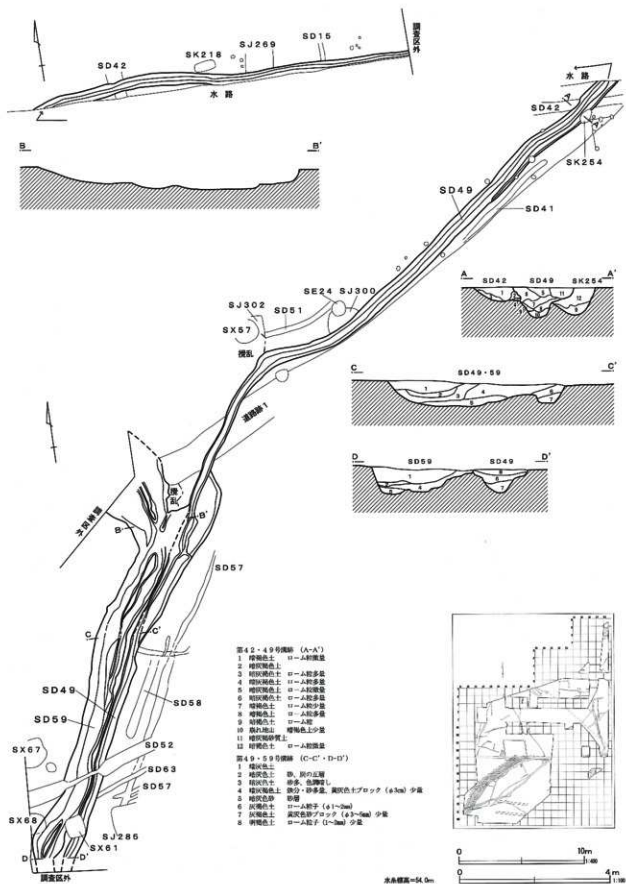 調査区外
SD15
SJ269
SK218
SD42
水路
水路
SD42
A
A'
SK254
B
B'
SD49
SD41
A
A'
SD42
SD49
SK254
SE24
SJ300
SJ302
SD51
SX57
攪乱
C
C'
SD49・59
道路跡1
D
D'
SD59
SD49
攪乱
調査区外
B
B'
SD57
C
C'
SD49
SD59
SD58
SX67
SD52
SD63
SD57
SX68
SX61
SJ286
D
D'
調査区外
第42・49号溝跡 (A-A')
1 暗褐色土 ローム粒微量
2 暗灰褐色土
3 暗灰褐色土 ローム粒多量
4 暗灰褐色土 ローム粒多量
5 暗灰褐色土 ローム粒微量
6 暗灰褐色土 ローム粒多量
7 暗褐色土 ローム粒少量
8 暗褐色土 ローム粒多量
9 暗褐色土 ローム粒
10 崩れ地山 暗褐色土少量
11 暗灰褐砂質土
12 暗褐色土 ローム粒微量
第49・59号溝跡 (C-C'・D-D')
1 暗灰色土
2 暗灰色土 砂、灰の互層
3 暗灰色土 砂多、色調暗し
4 暗灰褐色土 鉄分・砂多量、黄灰色土ブロック (φ3cm) 少量
5 暗灰色砂 砂層
6 灰褐色土 ローム粒子 (φ1~2mm)
7 灰褐色土 黄灰色砂ブロック (φ3~5mm) 少量
8 明褐色土 ローム粒子 (1~2mm) 少量
水糸標高=54.0m
0 10m
1:400
0 4m
1:100